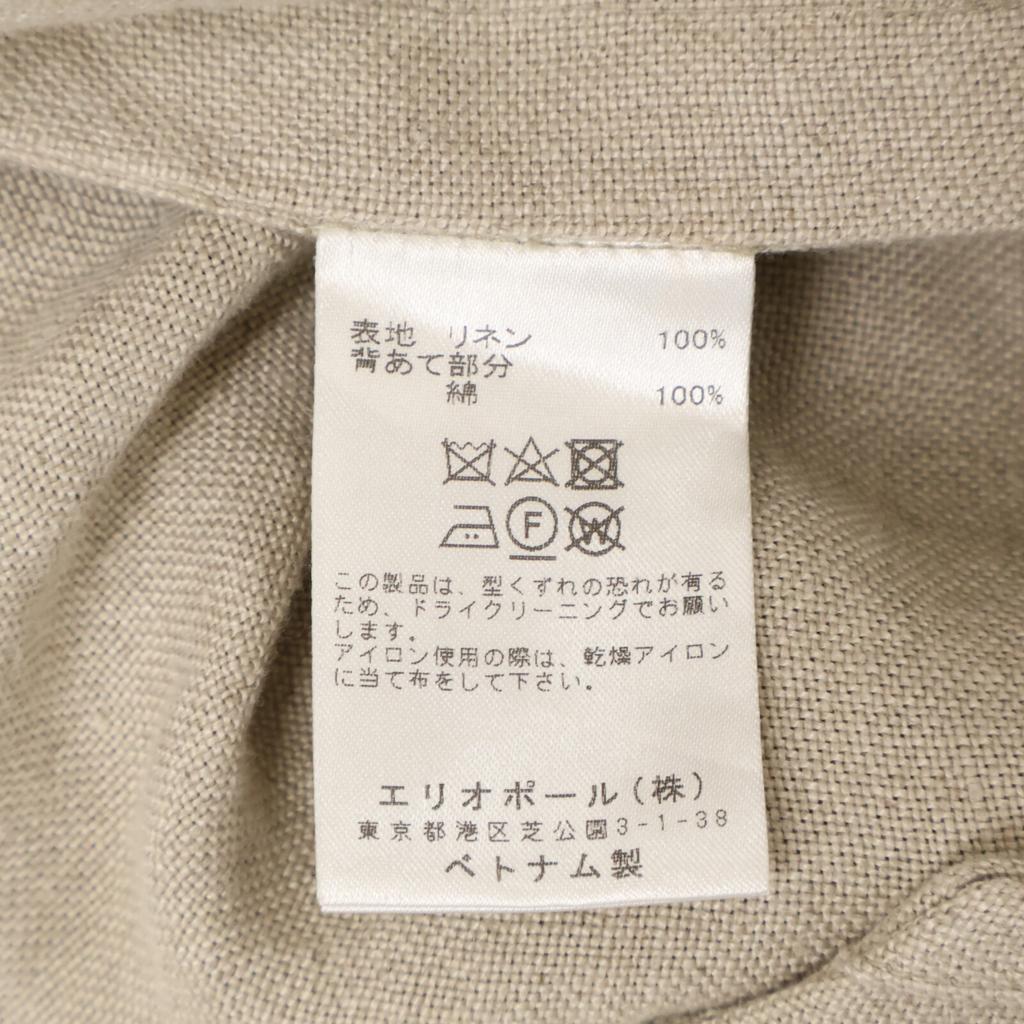 表地 リネン 100%
背あて部分
綿 100%
F W
この製品は、型くずれの恐れが有る
ため、ドライクリーニングでお願い
します。
アイロン使用の際は、乾燥アイロン
に当て布をして下さい。
エリオポール(株)
東京都港区芝公園3-1-38
ベトナム製